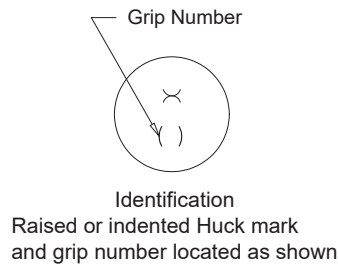 Grip Number
( )
Identification
Raised or indented Huck mark
and grip number located as shown